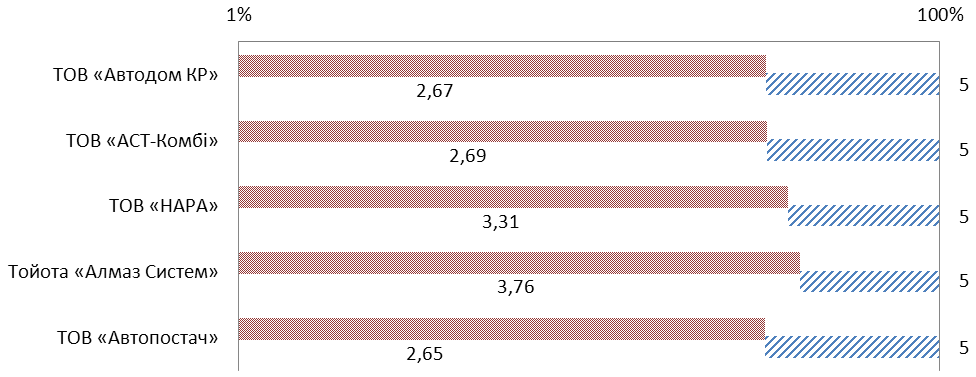 1% 100%
ТОВ «Автодом КР» 5
2,67
ТОВ «АСТ-Комбі» 5
2,69
ТОВ «НАРА» 5
3,31
Тойота «Алмаз Систем» 5
3,76
ТОВ «Автопостач» 5
2,65